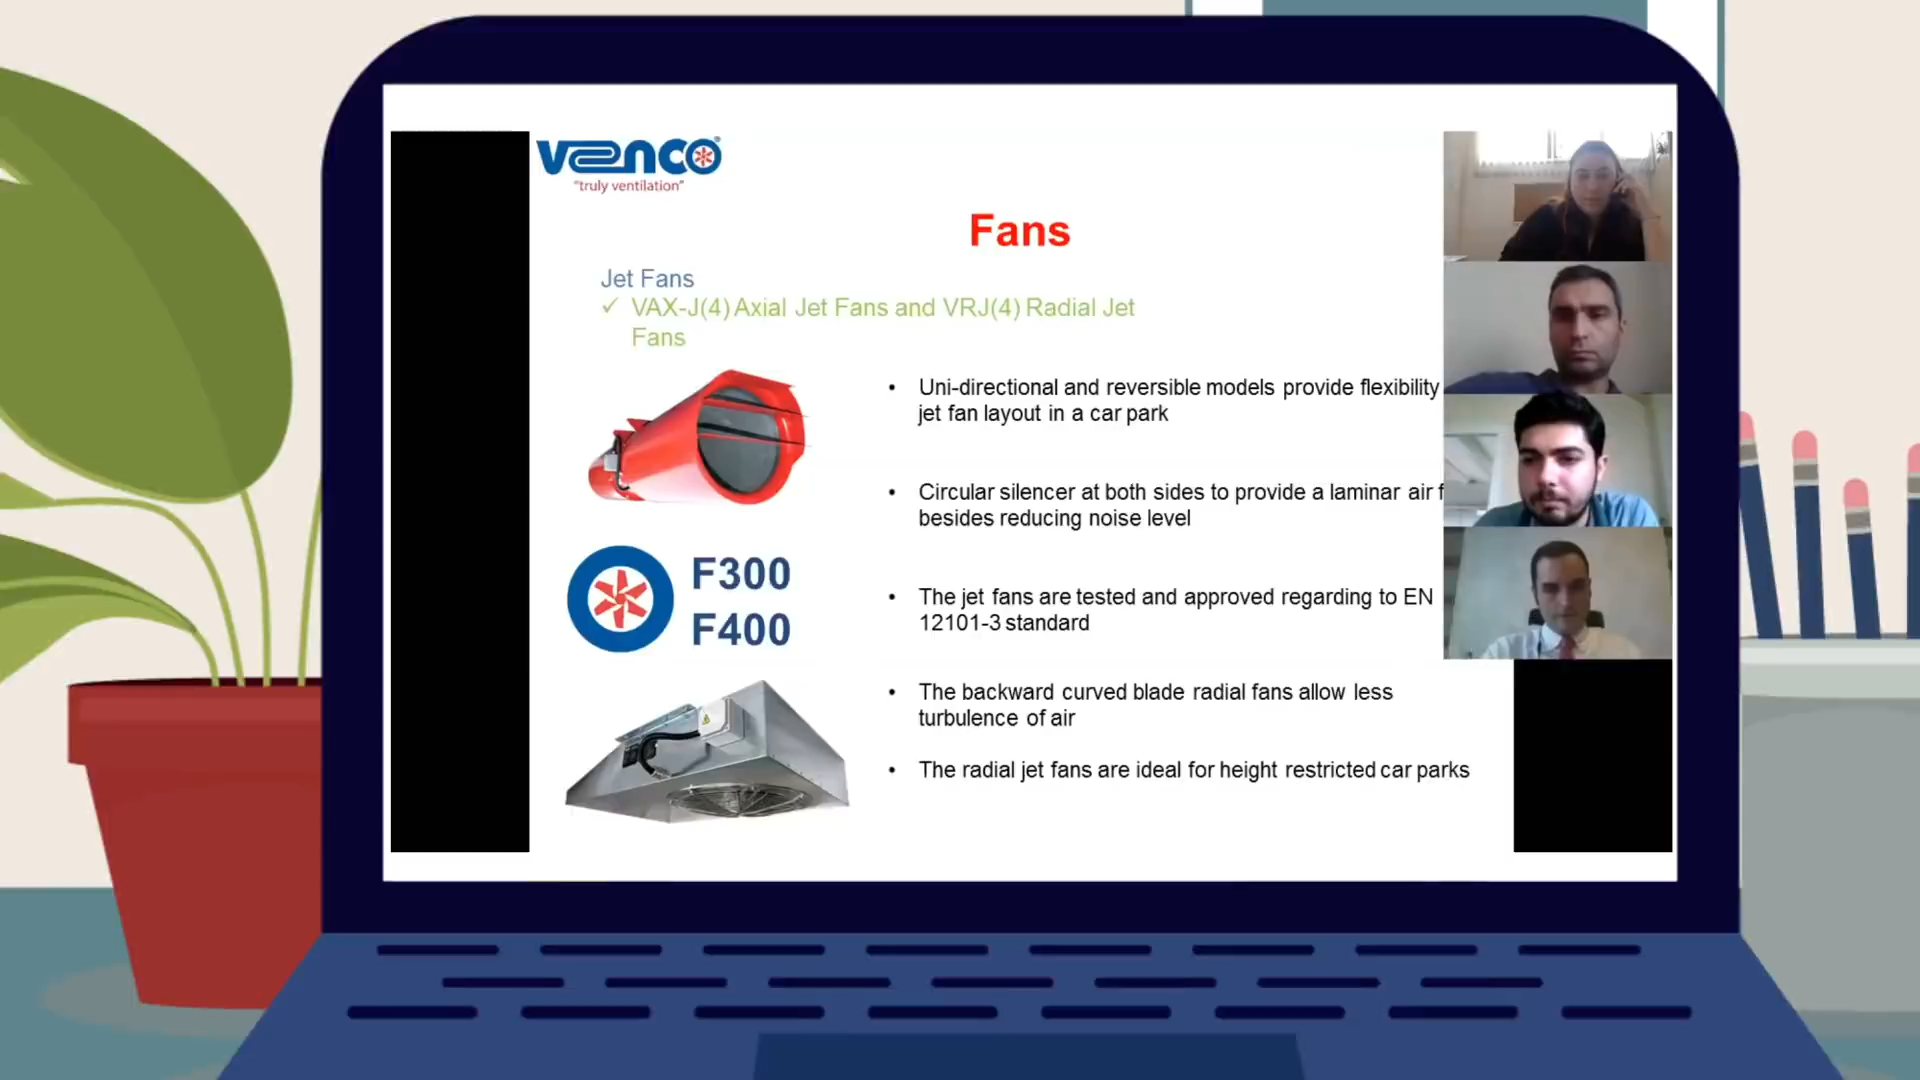 venco
"truly ventilation"
Fans
Jet Fans
✓ VAX-J(4) Axial Jet Fans and VRJ(4) Radial Jet
Fans
• Uni-directional and reversible models provide flexibility
jet fan layout in a car park
• Circular silencer at both sides to provide a laminar air f
besides reducing noise level
F300
F400
• The jet fans are tested and approved regarding to EN
12101-3 standard
• The backward curved blade radial fans allow less
turbulence of air
• The radial jet fans are ideal for height restricted car parks